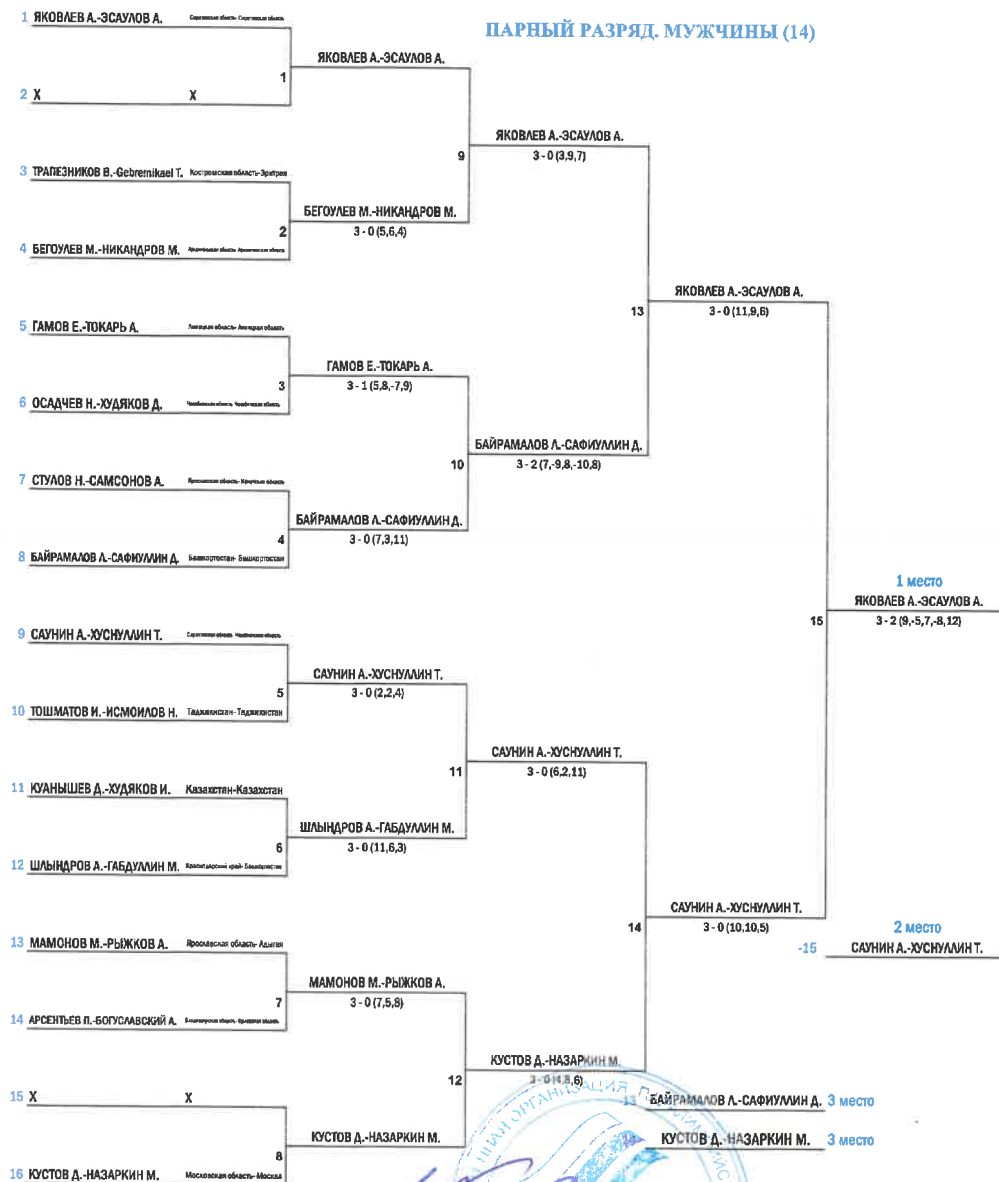 ПАРНЫЙ РАЗРЯД. МУЖЧИНЫ (14)
1 ЯКОВЛЕВ А.-ЭСАУЛОВ А.
ЯКОВЛЕВ А.-ЭСАУЛОВ А.
1
2 X X
ЯКОВЛЕВ А.-ЭСАУЛОВ А.
9 3 - 0 (3,9,7)
3 ТРАПЕЗНИКОВ В.-Gebremikael T. Костромская область-Эритрея
БЕГОУЛЕВ М.-НИКАНДРОВ М.
2 3 - 0 (5,6,4)
4 БЕГОУЛЕВ М.-НИКАНДРОВ М.
ЯКОВЛЕВ А.-ЭСАУЛОВ А.
13 3 - 0 (11,9,6)
5 ГАМОВ Е.-ТОКАРЬ А.
ГАМОВ Е.-ТОКАРЬ А.
3 3 - 1 (5,8,-7,9)
6 ОСАДЧЕВ Н.-ХУДЯКОВ Д.
БАЙРАМАЛОВ Л.-САФИУЛЛИН Д.
10 3 - 2 (7,-9,8,-10,8)
7 СТУЛОВ Н.-САМСОНОВ А.
БАЙРАМАЛОВ Л.-САФИУЛЛИН Д.
4 3 - 0 (7,3,11)
8 БАЙРАМАЛОВ Л.-САФИУЛЛИН Д. Башкортостан- Башкортостан
1 место
ЯКОВЛЕВ А.-ЭСАУЛОВ А.
15 3 - 2 (9,-5,7,-8,12)
9 САУНИН А.-ХУСНУЛЛИН Т.
САУНИН А.-ХУСНУЛЛИН Т.
5 3 - 0 (2,2,4)
10 ТОШМАТОВ И.-ИСМОИЛОВ Н. Таджикистан-Таджикистан
САУНИН А.-ХУСНУЛЛИН Т.
11 3 - 0 (6,2,11)
11 КУАНЫШЕВ Д.-ХУДЯКОВ И. Казахстан-Казахстан
ШЛЫНДРОВ А.-ГАБДУЛЛИН М.
6 3 - 0 (11,6,3)
12 ШЛЫНДРОВ А.-ГАБДУЛЛИН М. Краснодарский край- Башкортостан
САУНИН А.-ХУСНУЛЛИН Т.
14 3 - 0 (10,10,5)
2 место
-15 САУНИН А.-ХУСНУЛЛИН Т.
13 МАМОНОВ М.-РЫЖКОВ А. Ярославская область- Адыгея
МАМОНОВ М.-РЫЖКОВ А.
7 3 - 0 (7,5,8)
14 АРСЕНТЬЕВ П.-БОГУСЛАВСКИЙ А.
КУСТОВ Д.-НАЗАРКИН М.
12 3 - 0 (4,8,6)
15 X X
БАЙРАМАЛОВ Л.-САФИУЛЛИН Д. 3 место
КУСТОВ Д.-НАЗАРКИН М.
8
КУСТОВ Д.-НАЗАРКИН М. 3 место
16 КУСТОВ Д.-НАЗАРКИН М. Московская область- Москва
ОРГАНИЗАЦИЯ